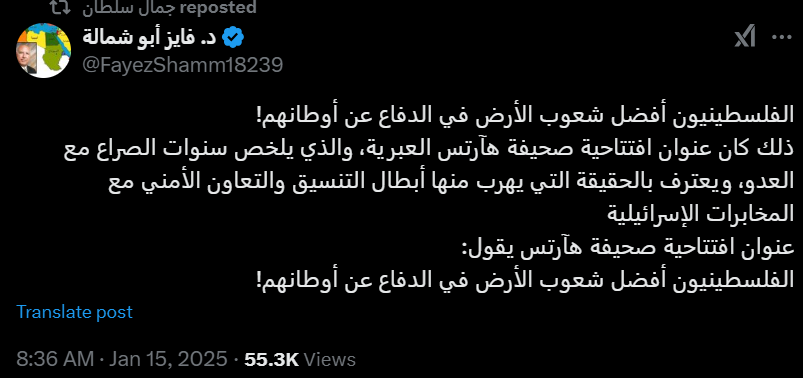 جمال سلطان reposted
د. فايز أبو شمالة
@FayezShamm18239
الفلسطينيون أفضل شعوب الأرض في الدفاع عن أوطانهم!
ذلك كان عنوان افتتاحية صحيفة هآرتس العبرية، والذي يلخص سنوات الصراع مع
العدو، ويعترف بالحقيقة التي يهرب منها أبطال التنسيق والتعاون الأمني مع
المخابرات الإسرائيلية
عنوان افتتاحية صحيفة هآرتس يقول:
الفلسطينيون أفضل شعوب الأرض في الدفاع عن أوطانهم!
Translate post
8:36 AM · Jan 15, 2025 · 55.3K Views